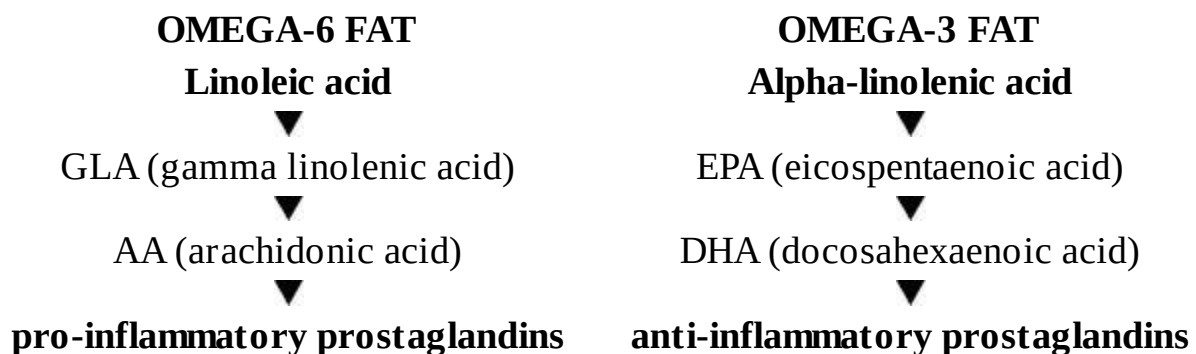 OMEGA-6 FAT
Linoleic acid
GLA (gamma linolenic acid)
AA (arachidonic acid)
pro-inflammatory prostaglandins
OMEGA-3 FAT
Alpha-linolenic acid
EPA (eicospentaenoic acid)
DHA (docosahexaenoic acid)
anti-inflammatory prostaglandins